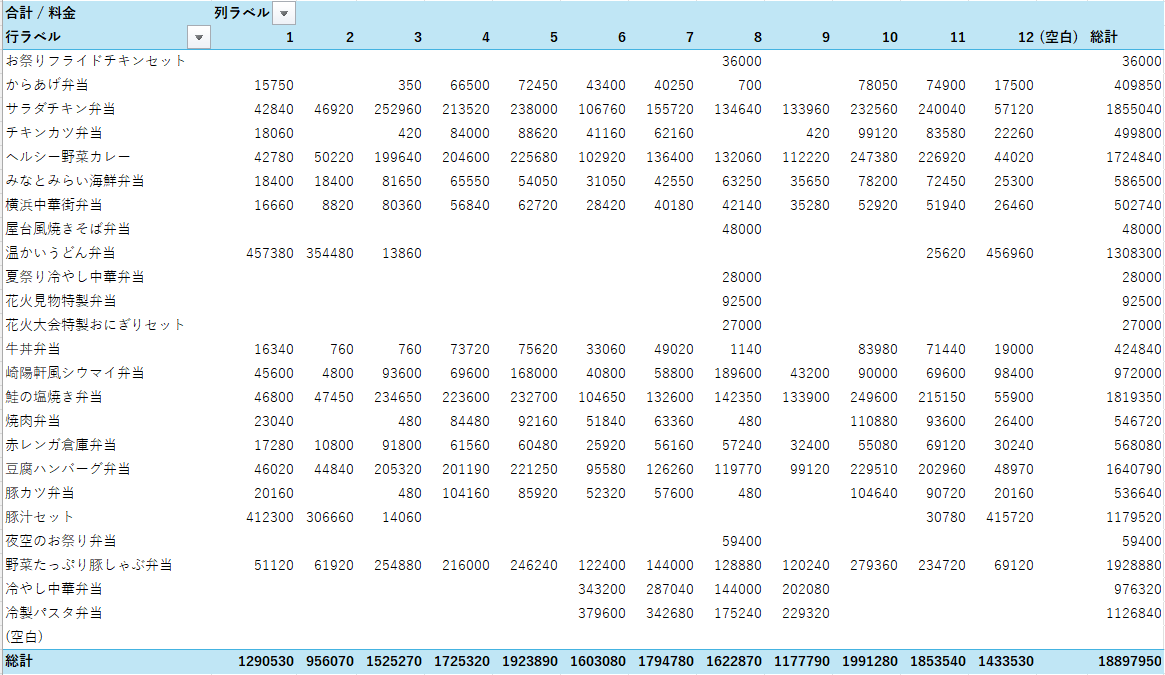 合計 / 料金 列ラベル
行ラベル 1 2 3 4 5 6 7 8 9 10 11 12 (空白) 総計
お祭りフライドチキンセット 36000 36000
からあげ弁当 15750 350 66500 72450 43400 40250 700 78050 74900 17500 409850
サラダチキン弁当 42840 46920 252960 213520 238000 106760 155720 134640 133960 232560 240040 57120 1855040
チキンカツ弁当 18060 420 84000 88620 41160 62160 420 99120 83580 22260 499800
ヘルシー野菜カレー 42780 50220 199640 204600 225680 102920 136400 132060 112220 247380 226920 44020 1724840
みなとみらい海鮮弁当 18400 18400 81650 65550 54050 31050 42550 63250 35650 78200 72450 25300 586500
横浜中華街弁当 16660 8820 80360 56840 62720 28420 40180 42140 35280 52920 51940 26460 502740
屋台風焼きそば弁当 48000 48000
温かいうどん弁当 457380 354480 13860 25620 456960 1308300
夏祭り冷やし中華弁当 28000 28000
花火見物特製弁当 92500 92500
花火大会特製おにぎりセット 27000 27000
牛丼弁当 16340 760 760 73720 75620 33060 49020 1140 83980 71440 19000 424840
崎陽軒風シウマイ弁当 45600 4800 93600 69600 168000 40800 58800 189600 43200 90000 69600 98400 972000
鮭の塩焼き弁当 46800 47450 234650 223600 232700 104650 132600 142350 133900 249600 215150 55900 1819350
焼肉弁当 23040 480 84480 92160 51840 63360 480 110880 93600 26400 546720
赤レンガ倉庫弁当 17280 10800 91800 61560 60480 25920 56160 57240 32400 55080 69120 30240 568080
豆腐ハンバーグ弁当 46020 44840 205320 201190 221250 95580 126260 119770 99120 229510 202960 48970 1640790
豚カツ弁当 20160 480 104160 85920 52320 57600 480 104640 90720 20160 536640
豚汁セット 412300 306660 14060 30780 415720 1179520
夜空のお祭り弁当 59400 59400
野菜たっぷり豚しゃぶ弁当 51120 61920 254880 216000 246240 122400 144000 128880 120240 279360 234720 69120 1928880
冷やし中華弁当 343200 287040 144000 202080 976320
冷製パスタ弁当 379600 342680 175240 229320 1126840
(空白)
総計 1290530 956070 1525270 1725320 1923890 1603080 1794780 1622870 1177790 1991280 1853540 1433530 18897950